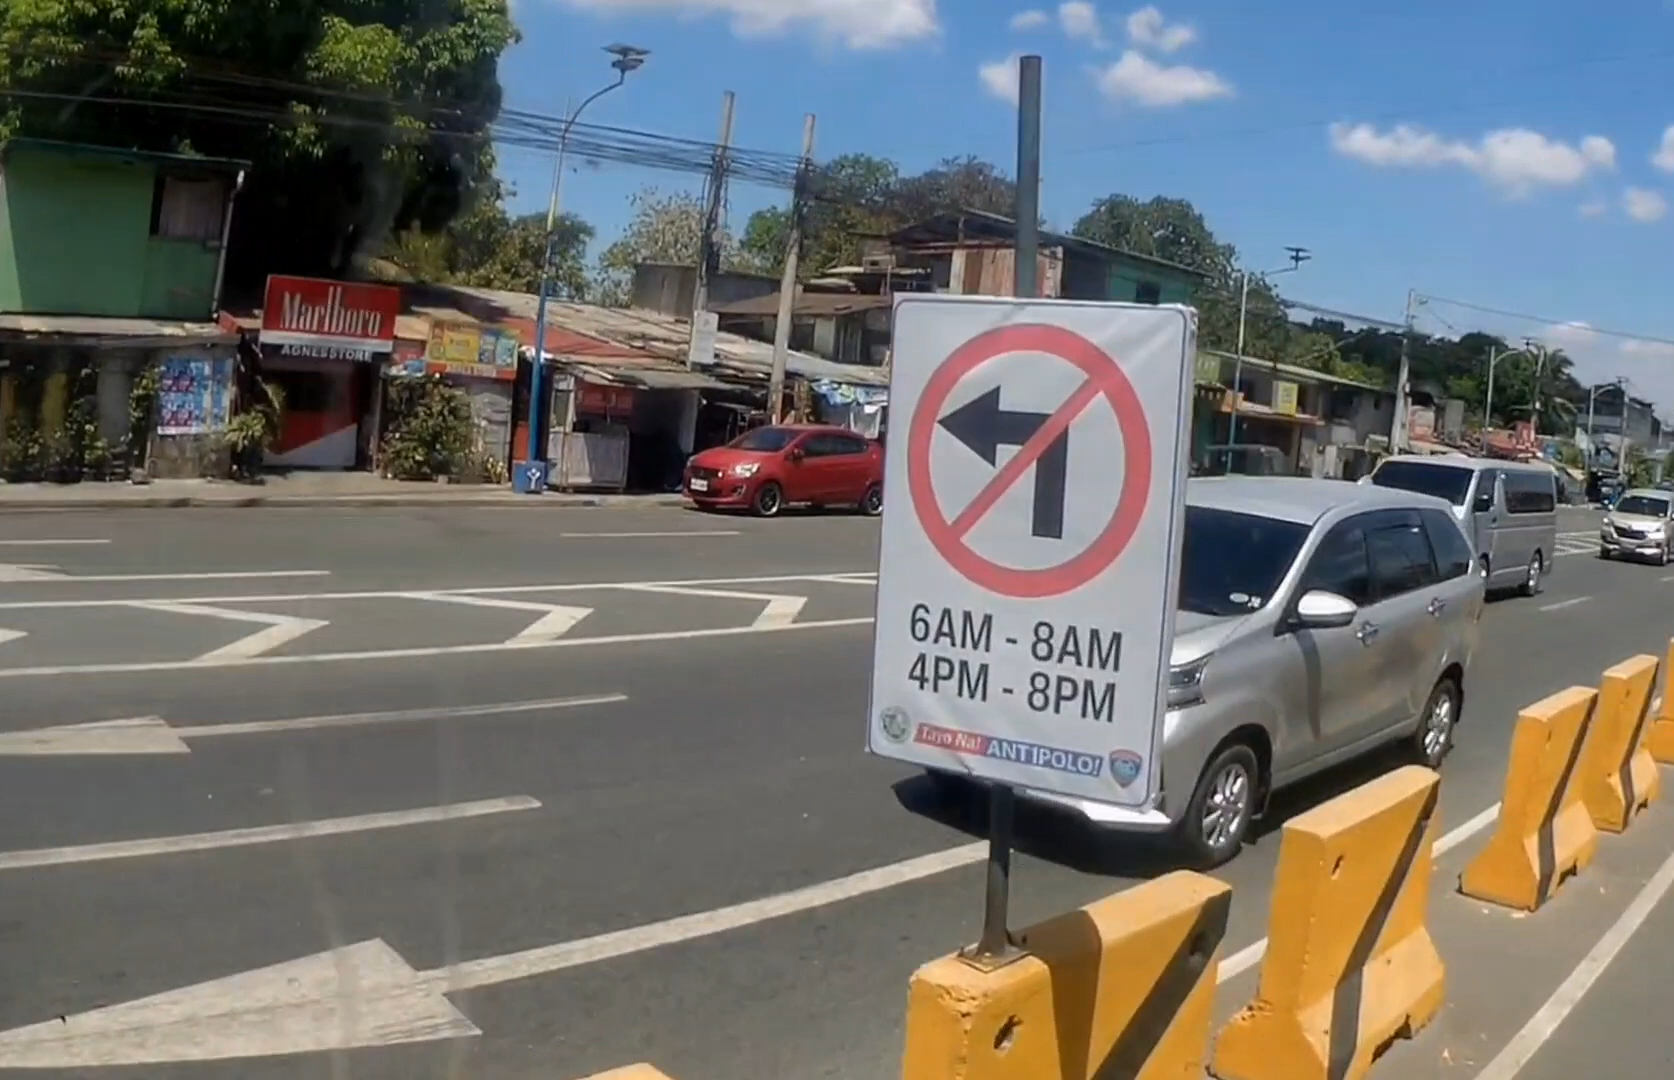 Marlboro
AGNES STORE
6AM - 8AM
4PM - 8PM
Tayo Na! ANTIPOLO!